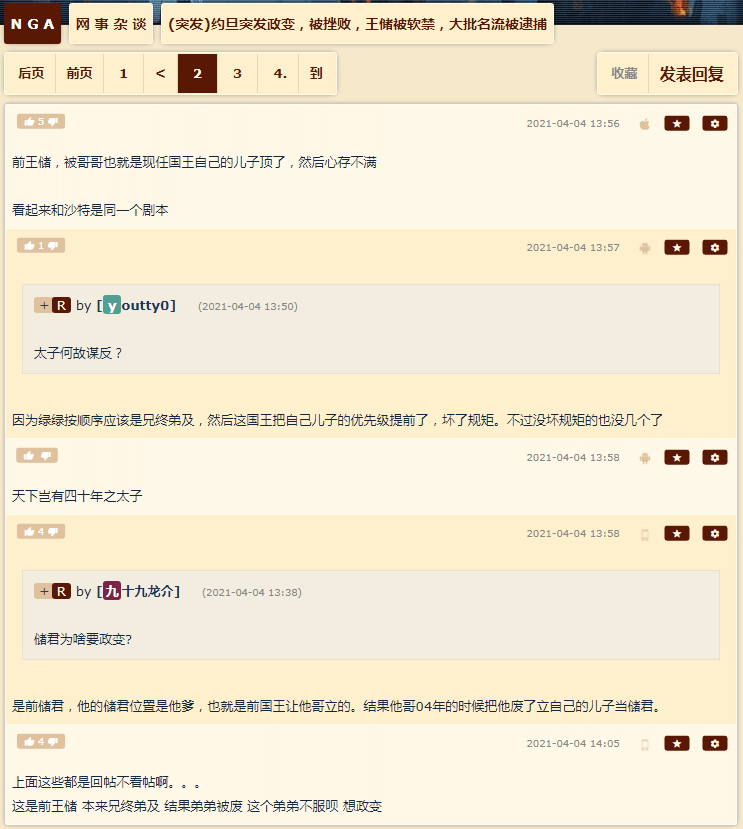 NGA 网事杂谈 (突发)约旦突发政变，被挫败，王储被软禁，大批名流被逮捕
后页 前页 1 < 2 3 4. 到 收藏 发表回复
5 2021-04-04 13:56
前王储，被哥哥也就是现任国王自己的儿子顶了，然后心存不满
看起来和沙特是同一个剧本
1 2021-04-04 13:57
+ R by [youtty0] (2021-04-04 13:50)
太子何故谋反？
因为绿绿按顺序应该是兄终弟及，然后这国王把自己儿子的优先级提前了，坏了规矩。不过没坏规矩的也没几个了
2021-04-04 13:58
天下岂有四十年之太子
4 2021-04-04 13:58
+ R by [九十九龙介] (2021-04-04 13:38)
储君为啥要政变?
是前储君，他的储君位置是他爹，也就是前国王让他哥立的。结果他哥04年的时候把他废了立自己的儿子当储君。
4 2021-04-04 14:05
上面这些都是回帖不看帖啊。。。
这是前王储 本来兄终弟及 结果弟弟被废 这个弟弟不服呗 想政变